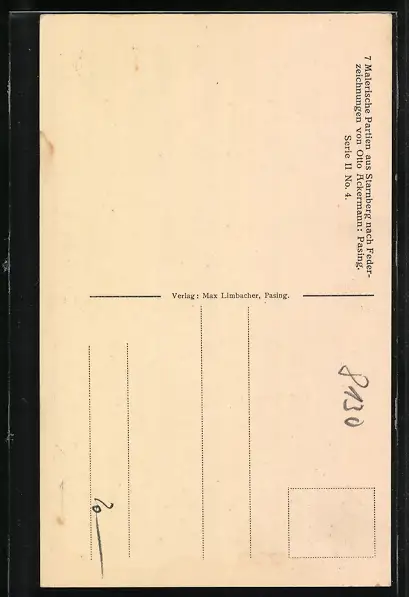 7 Malerische Partien aus Starnberg nach Feder-
zeichnungen von Otto Ackermann: Pasing.
Serie II No. 4.
Verlag: Max Limbacher, Pasing.
8130
20